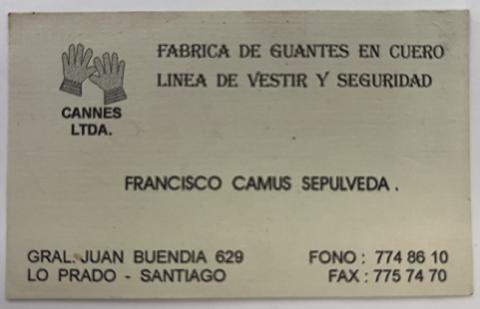 FABRICA DE GUANTES EN CUERO
LINEA DE VESTIR Y SEGURIDAD
CANNES
LTDA.
FRANCISCO CAMUS SEPULVEDA .
GRAL. JUAN BUENDIA 629
LO PRADO - SANTIAGO
FONO : 774 86 10
FAX : 775 74 70